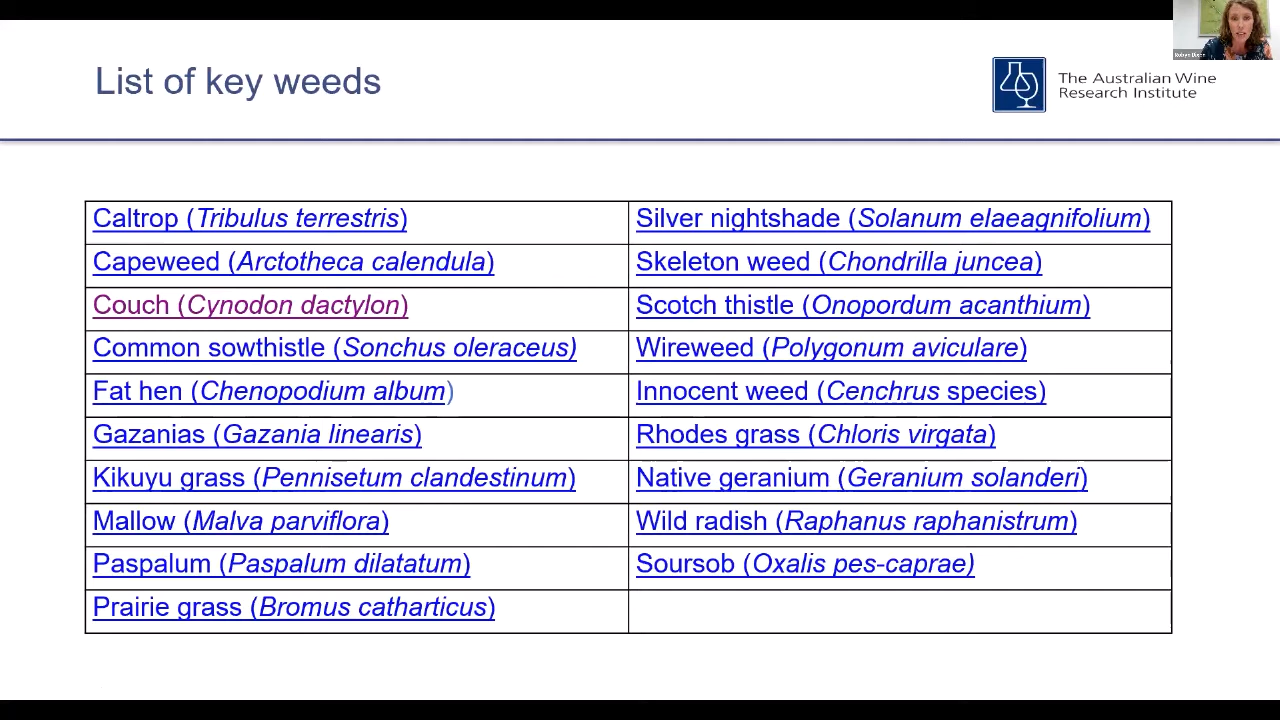 List of key weeds
The Australian Wine
Research Institute
Robyn Dixon
Caltrop (Tribulus terrestris)
Silver nightshade (Solanum elaeagnifolium)
Capeweed (Arctotheca calendula)
Skeleton weed (Chondrilla juncea)
Couch (Cynodon dactylon)
Scotch thistle (Onopordum acanthium)
Common sowthistle (Sonchus oleraceus)
Wireweed (Polygonum aviculare)
Fat hen (Chenopodium album)
Innocent weed (Cenchrus species)
Gazanias (Gazania linearis)
Rhodes grass (Chloris virgata)
Kikuyu grass (Pennisetum clandestinum)
Native geranium (Geranium solanderi)
Mallow (Malva parviflora)
Wild radish (Raphanus raphanistrum)
Paspalum (Paspalum dilatatum)
Soursob (Oxalis pes-caprae)
Prairie grass (Bromus catharticus)